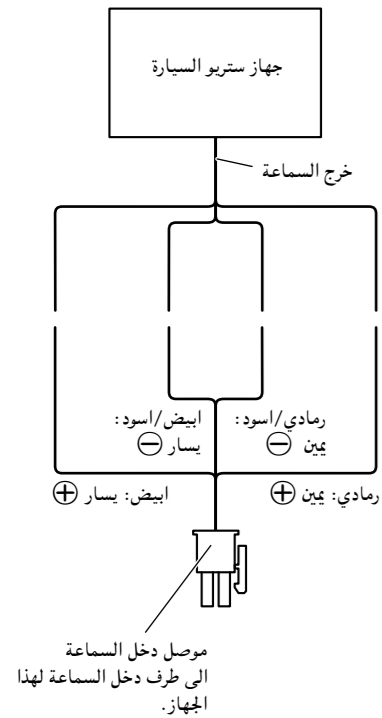 جهاز ستريو السيارة
خرج السماعة
رمادي/اسود:
يمين ⊖
ابيض/اسود:
يسار ⊖
رمادي: يمين ⊕
ابيض: يسار ⊕
موصل دخل السماعة
الى طرف دخل السماعة لهذا
الجهاز.